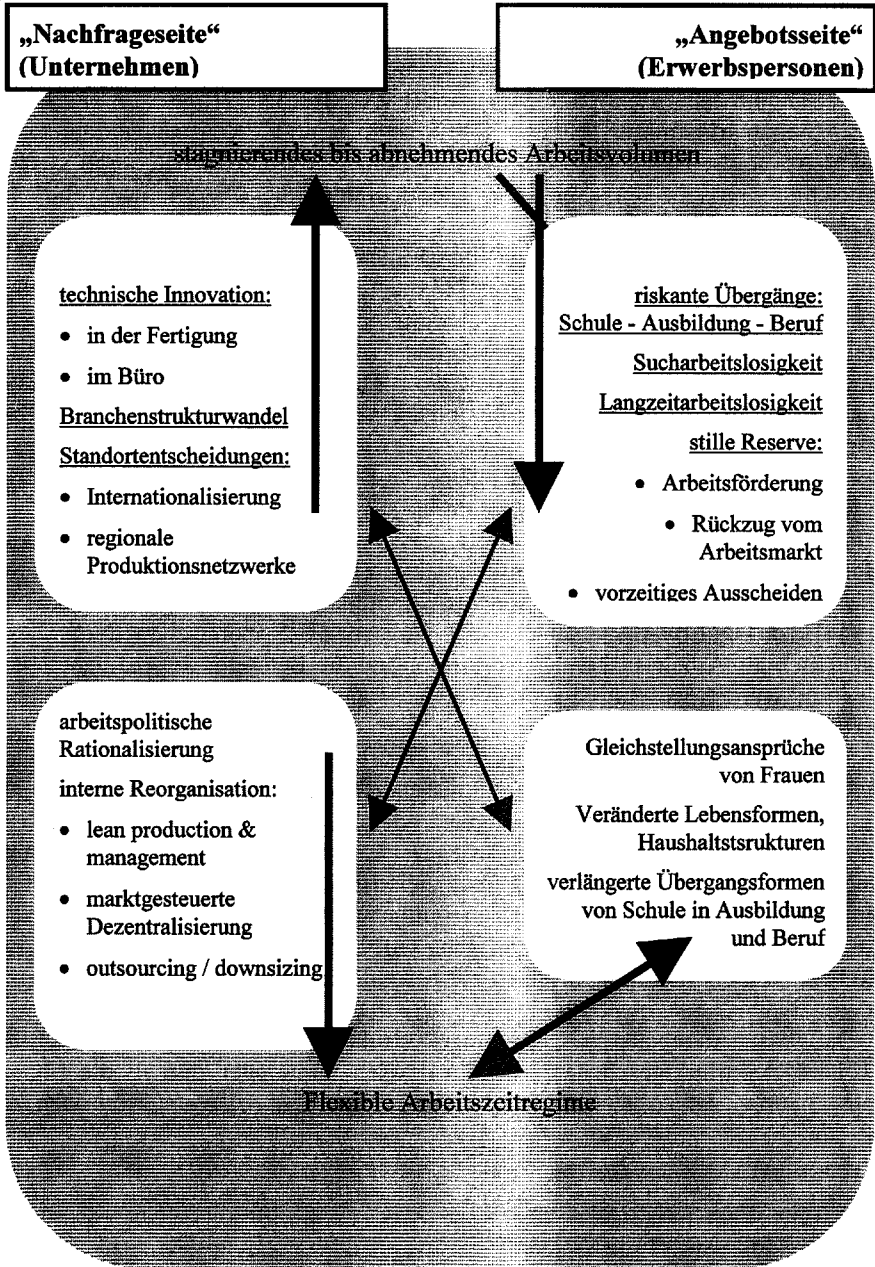 „Nachfrageseite“
(Unternehmen)
„Angebotsseite“
(Erwerbspersonen)
stagnierendes bis abnehmendes Arbeitsvolumen
technische Innovation:
• in der Fertigung
• im Büro
Branchenstrukturwandel
Standortentscheidungen:
• Internationalisierung
• regionale
Produktionsnetzwerke
riskante Übergänge:
Schule - Ausbildung - Beruf
Sucharbeitslosigkeit
Langzeitarbeitslosigkeit
stille Reserve:
• Arbeitsförderung
• Rückzug vom
Arbeitsmarkt
• vorzeitiges Ausscheiden
arbeitspolitische
Rationalisierung
interne Reorganisation:
• lean production &
management
• marktgesteuerte
Dezentralisierung
• outsourcing / downsizing
Gleichstellungsansprüche
von Frauen
Veränderte Lebensformen,
Haushaltstsrukturen
verlängerte Übergangsformen
von Schule in Ausbildung
und Beruf
Flexible Arbeitszeitregime